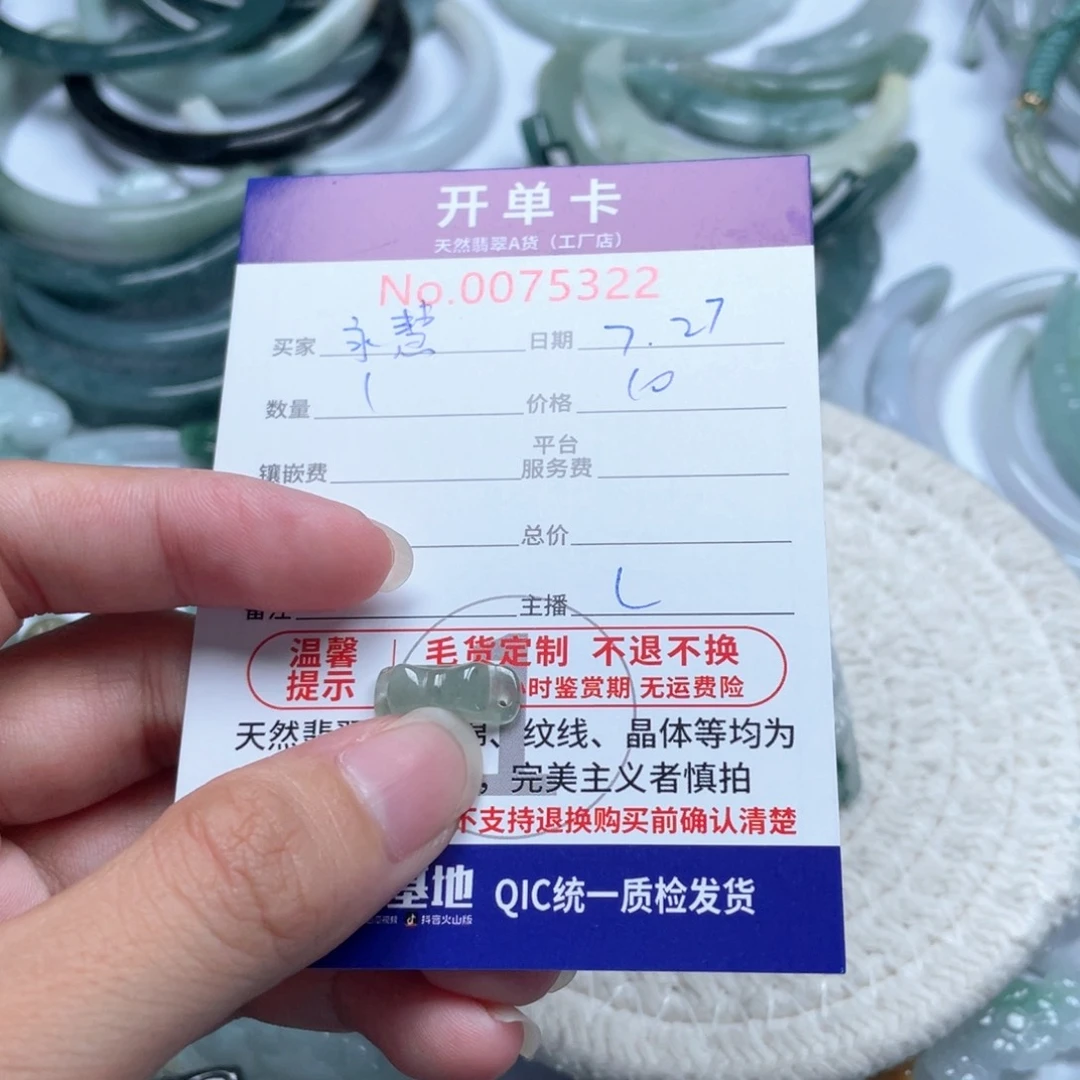 开单卡
天然翡翠A货（工厂店）
No.0075322
买家 永慧 日期 7.27
数量 1 价格 10
平台
镶嵌费 服务费
总价
备注 主播 L
温馨 毛货定制 不退不换
提示 小时鉴赏期 无运费险
天然翡 棉、纹线、晶体等均为
，完美主义者慎拍
不支持退换购买前确认清楚
基地 QIC统一质检发货
抖音火山版